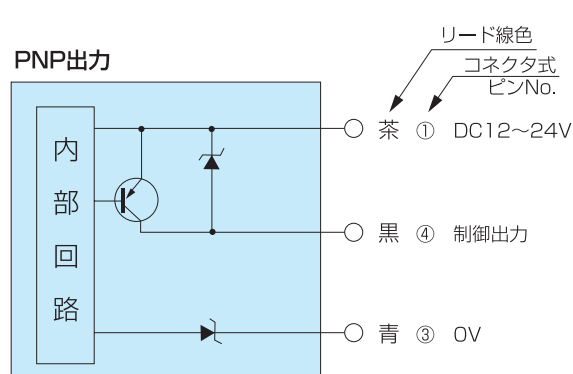 リード線色
PNP出力
コネクタ式
ピンNo.
茶 ① DC12～24V
内部回路
黒 ④ 制御出力
青 ③ 0V